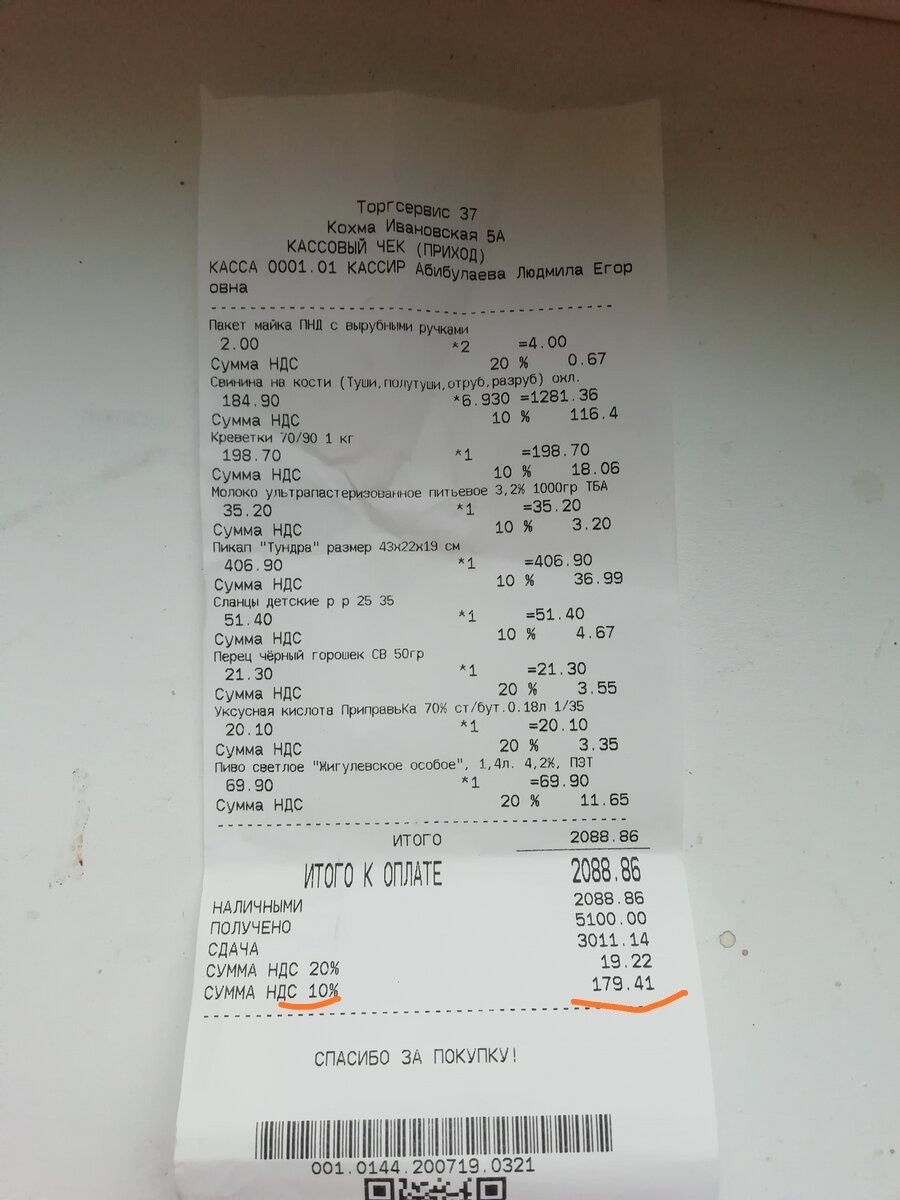 Торгсервис 37
Кохма Ивановская 5А
КАССОВЫЙ ЧЕК (ПРИХОД)
КАССА 0001.01 КАССИР Абибулаева Людмила Егор
овна
Пакет майка ПНД с вырубными ручками
2.00 *2 =4.00
Сумма НДС 20 % 0.67
Свинина на кости (Туши,полутуши,отруб,разруб) охл.
184.90 *6.930 =1281.36
Сумма НДС 10 % 116.4
Креветки 70/90 1 кг
198.70 *1 =198.70
Сумма НДС 10 % 18.06
Молоко ультрапастеризованное питьевое 3,2% 1000гр ТБА
35.20 *1 =35.20
Сумма НДС 10 % 3.20
Пикап "Тундра" размер 43х22х19 см
406.90 *1 =406.90
Сумма НДС 10 % 36.99
Сланцы детские р р 25 35
51.40 *1 =51.40
Сумма НДС 10 % 4.67
Перец чёрный горошек СВ 50гр
21.30 *1 =21.30
Сумма НДС 20 % 3.55
Уксусная кислота ПриправьКа 70% ст/бут.0.18л 1/35
20.10 *1 =20.10
Сумма НДС 20 % 3.35
Пиво светлое "Жигулевское особое", 1,4л. 4,2%, ПЭТ
69.90 *1 =69.90
Сумма НДС 20 % 11.65
ИТОГО 2088.86
ИТОГО К ОПЛАТЕ 2088.86
НАЛИЧНЫМИ 2088.86
ПОЛУЧЕНО 5100.00
СДАЧА 3011.14
СУММА НДС 20% 19.22
СУММА НДС 10% 179.41
СПАСИБО ЗА ПОКУПКУ!
001.0144.200719.0321